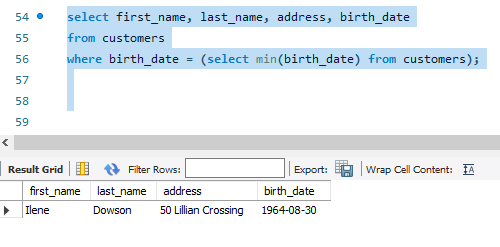 54 select first_name, last_name, address, birth_date
55 from customers
56 where birth_date = (select min(birth_date) from customers);
57
58
59
Result Grid Filter Rows: Export: Wrap Cell Content:
first_name last_name address birth_date
Ilene Dowson 50 Lillian Crossing 1964-08-30